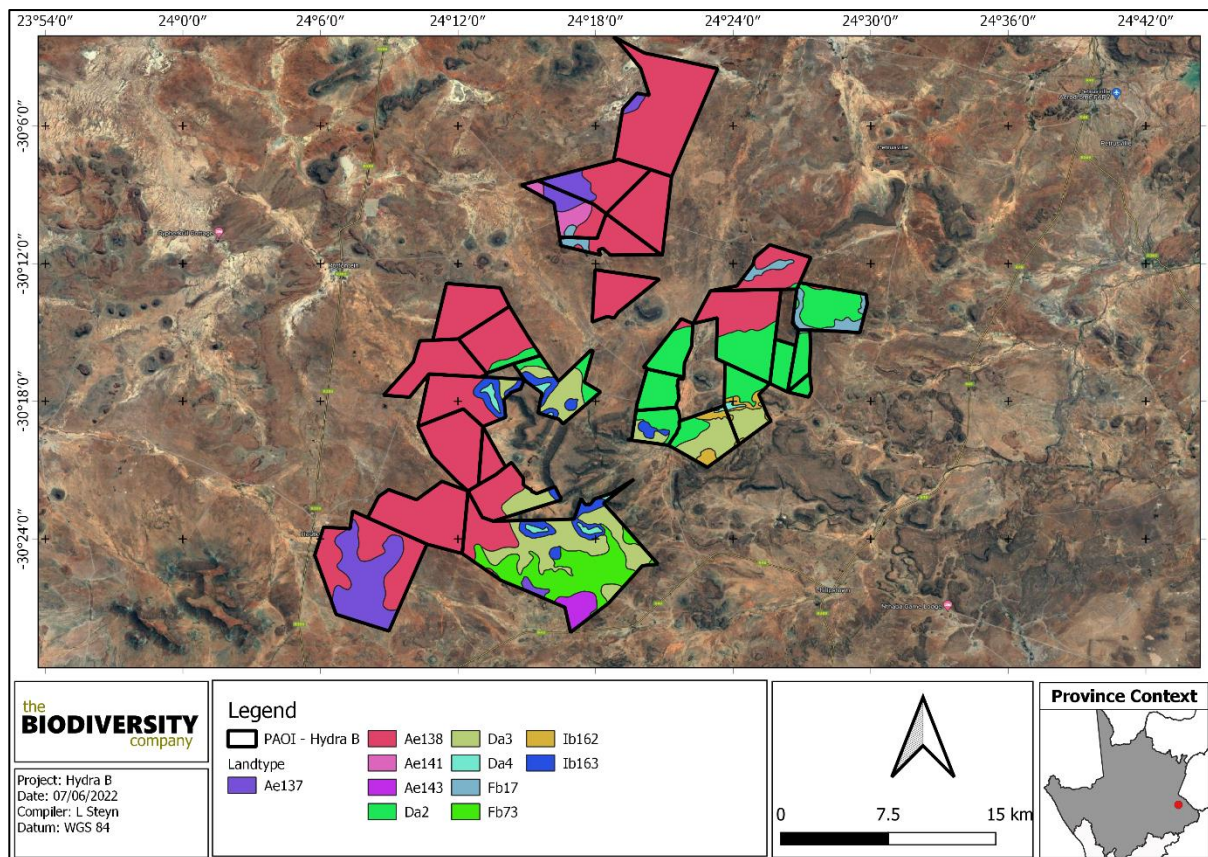 23°54′0″ 24°0′0″ 24°6′0″ 24°12′0″ 24°18′0″ 24°24′0″ 24°30′0″ 24°36′0″ 24°42′0″
-30°6′0″
-30°12′0″
-30°18′0″
-30°24′0″
Petrusville
the
BIODIVERSITY
company
Project: Hydra B
Date: 07/06/2022
Compiler: L Steyn
Datum: WGS 84
Legend
PAOI - Hydra B
Landtype
Ae137
Ae138
Ae141
Ae143
Da2
Da3
Da4
Fb17
Fb73
Ib162
Ib163
0 7.5 15 km
Province Context